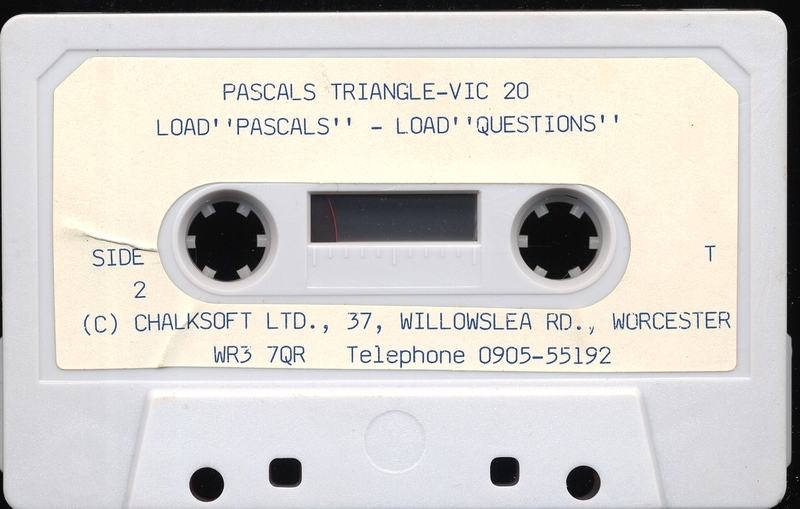 PASCALS TRIANGLE-VIC 20
LOAD''PASCALS'' - LOAD''QUESTIONS''
SIDE T
2
(C) CHALKSOFT LTD., 37, WILLOWSLEA RD., WORCESTER
WR3 7QR Telephone 0905-55192